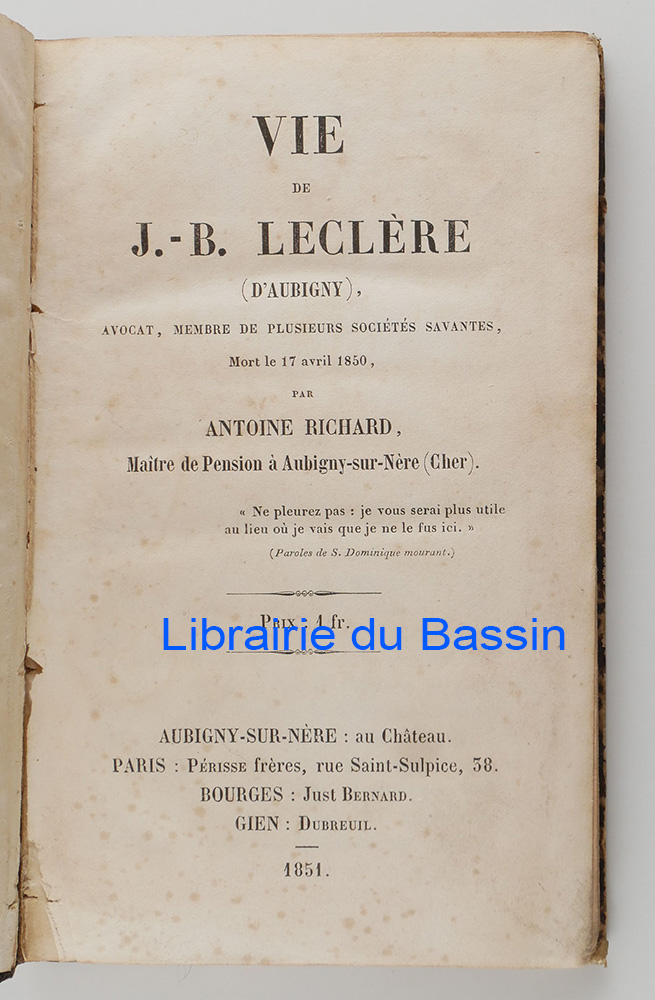 VIE
DE
J.-B. LECLÈRE
(D'AUBIGNY),
AVOCAT, MEMBRE DE PLUSIEURS SOCIÉTÉS SAVANTES,
Mort le 17 avril 1850,
PAR
ANTOINE RICHARD,
Maître de Pension à Aubigny-sur-Nère (Cher).
« Ne pleurez pas : je vous serai plus utile
au lieu où je vais que je ne le fus ici. »
(Paroles de S. Dominique mourant.)
PRIX : 1 fr.
Librairie du Bassin
AUBIGNY-SUR-NÈRE : au Château.
PARIS : PÉRISSE frères, rue Saint-Sulpice, 38.
BOURGES : Just BERNARD.
GIEN : DUBREUIL.
1851.